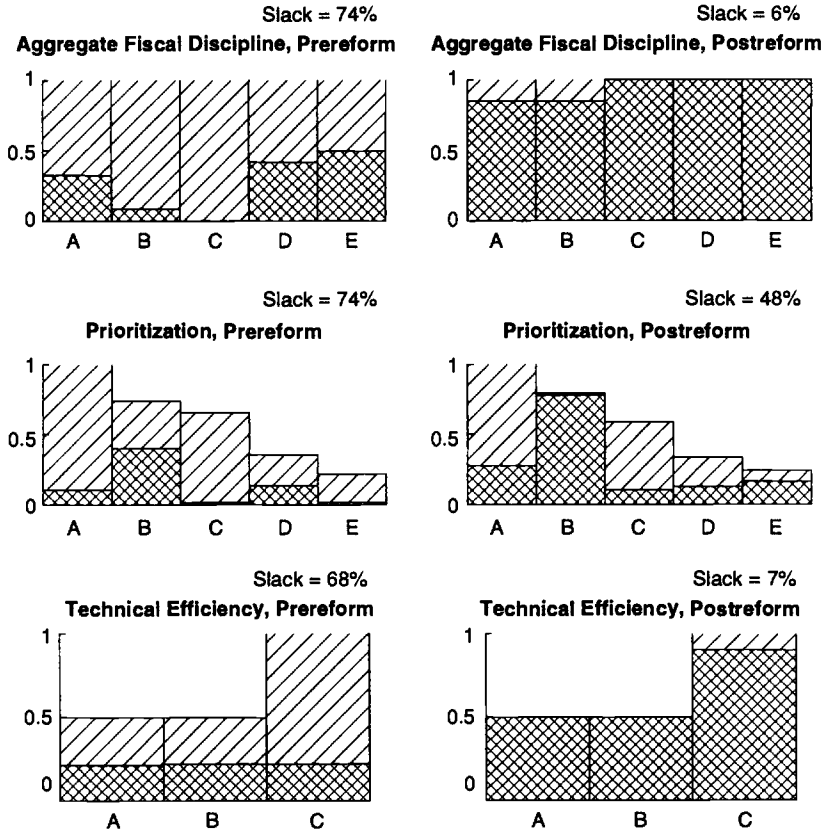 Slack = 74%
Aggregate Fiscal Discipline, Prereform
1
0.5
0
A B C D E
Slack = 6%
Aggregate Fiscal Discipline, Postreform
1
0.5
0
A B C D E
Slack = 74%
Prioritization, Prereform
1
0.5
0
A B C D E
Slack = 48%
Prioritization, Postreform
1
0.5
0
A B C D E
Slack = 68%
Technical Efficiency, Prereform
1
0.5
0
A B C
Slack = 7%
Technical Efficiency, Postreform
1
0.5
0
A B C